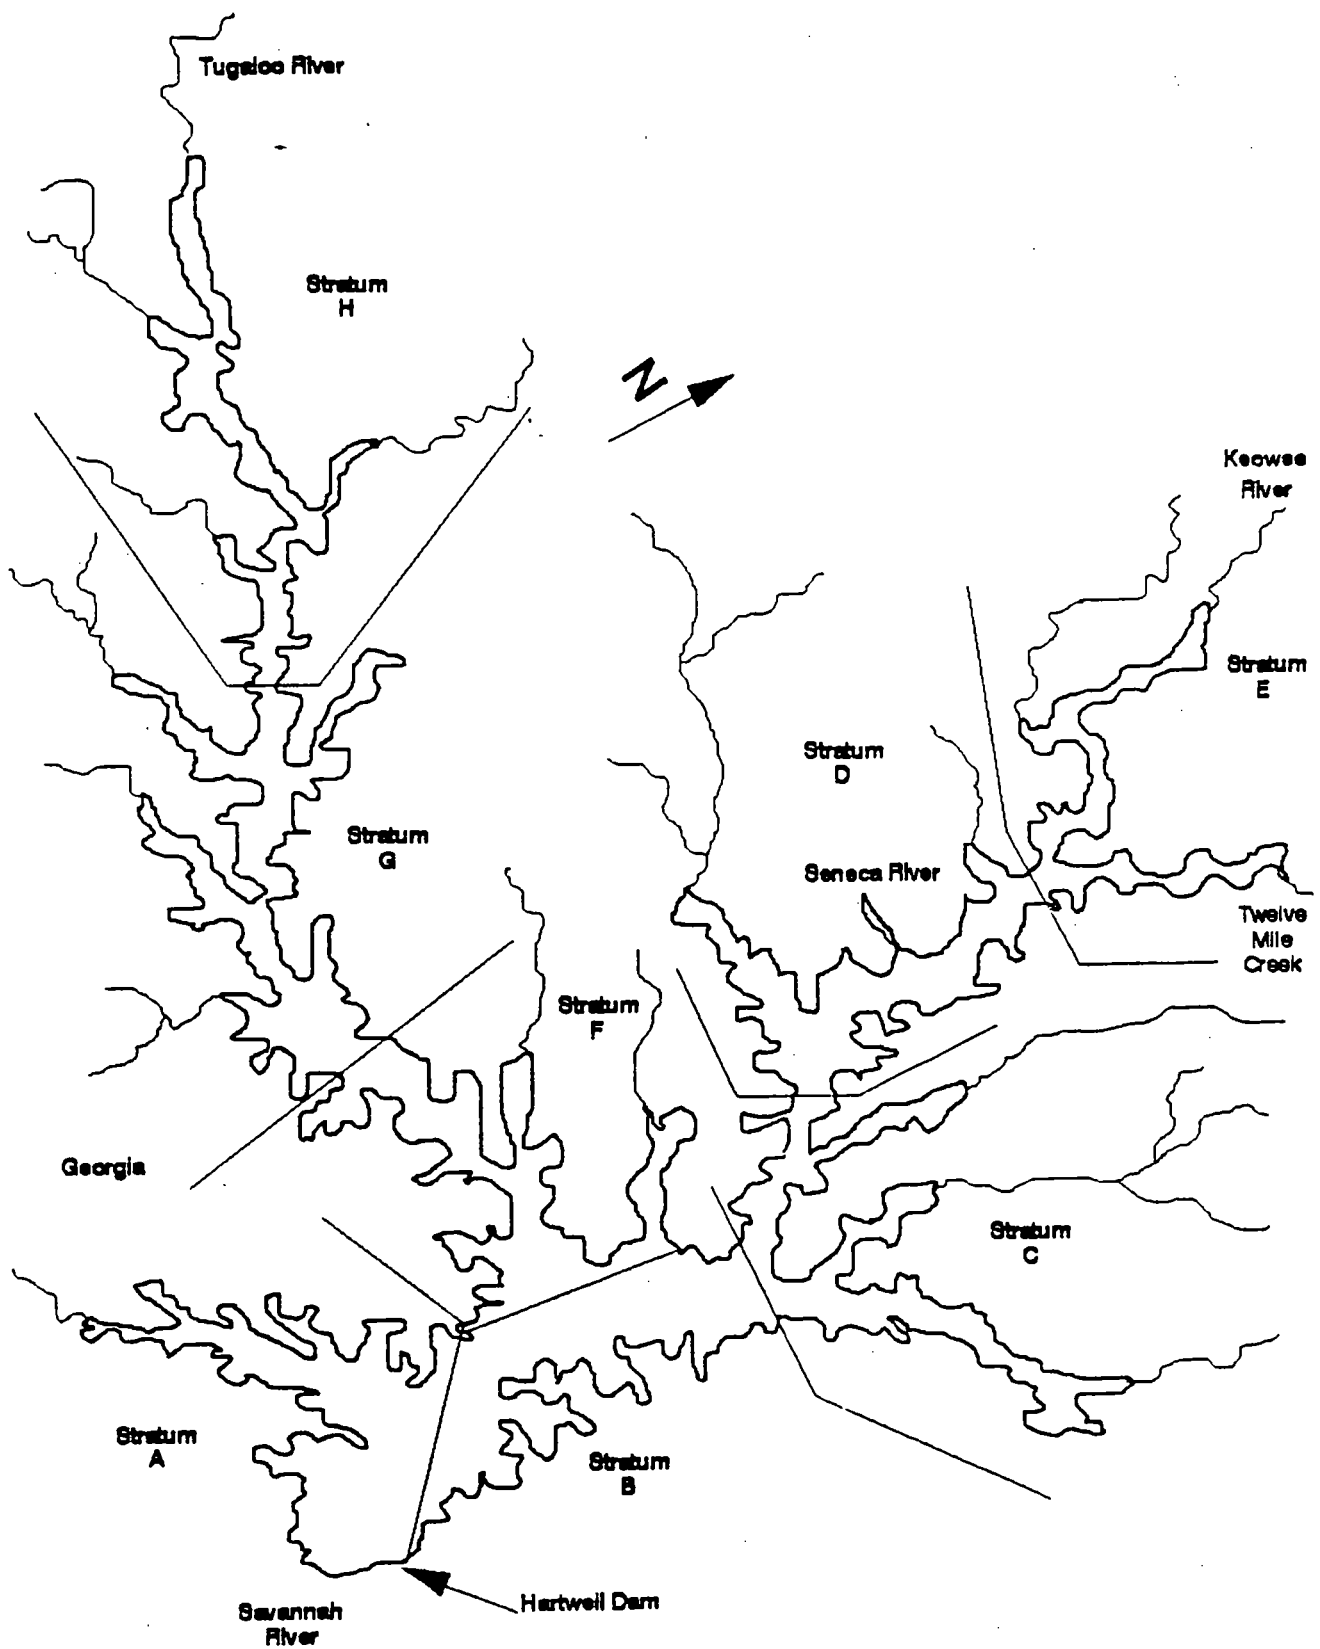 Tugaloo River
Stratum
H
N
Keowee
River
Stratum
E
Stratum
D
Stratum
G
Seneca River
Twelve
Mile
Creek
Stratum
F
Georgia
Stratum
C
Stratum
A
Stratum
B
Hartwell Dam
Savannah
River